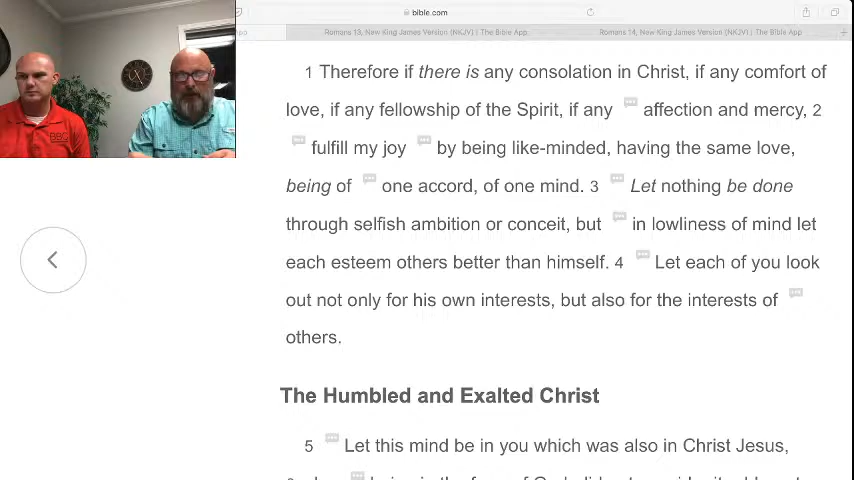 bible.com
Romans 13, New King James Version (NKJV) | The Bible App
Romans 14, New King James Version (NKJV) | The Bible App
1 Therefore if there is any consolation in Christ, if any comfort of
love, if any fellowship of the Spirit, if any affection and mercy, 2
fulfill my joy by being like-minded, having the same love,
being of one accord, of one mind. 3 Let nothing be done
through selfish ambition or conceit, but in lowliness of mind let
each esteem others better than himself. 4 Let each of you look
out not only for his own interests, but also for the interests of
others.
The Humbled and Exalted Christ
5 Let this mind be in you which was also in Christ Jesus,